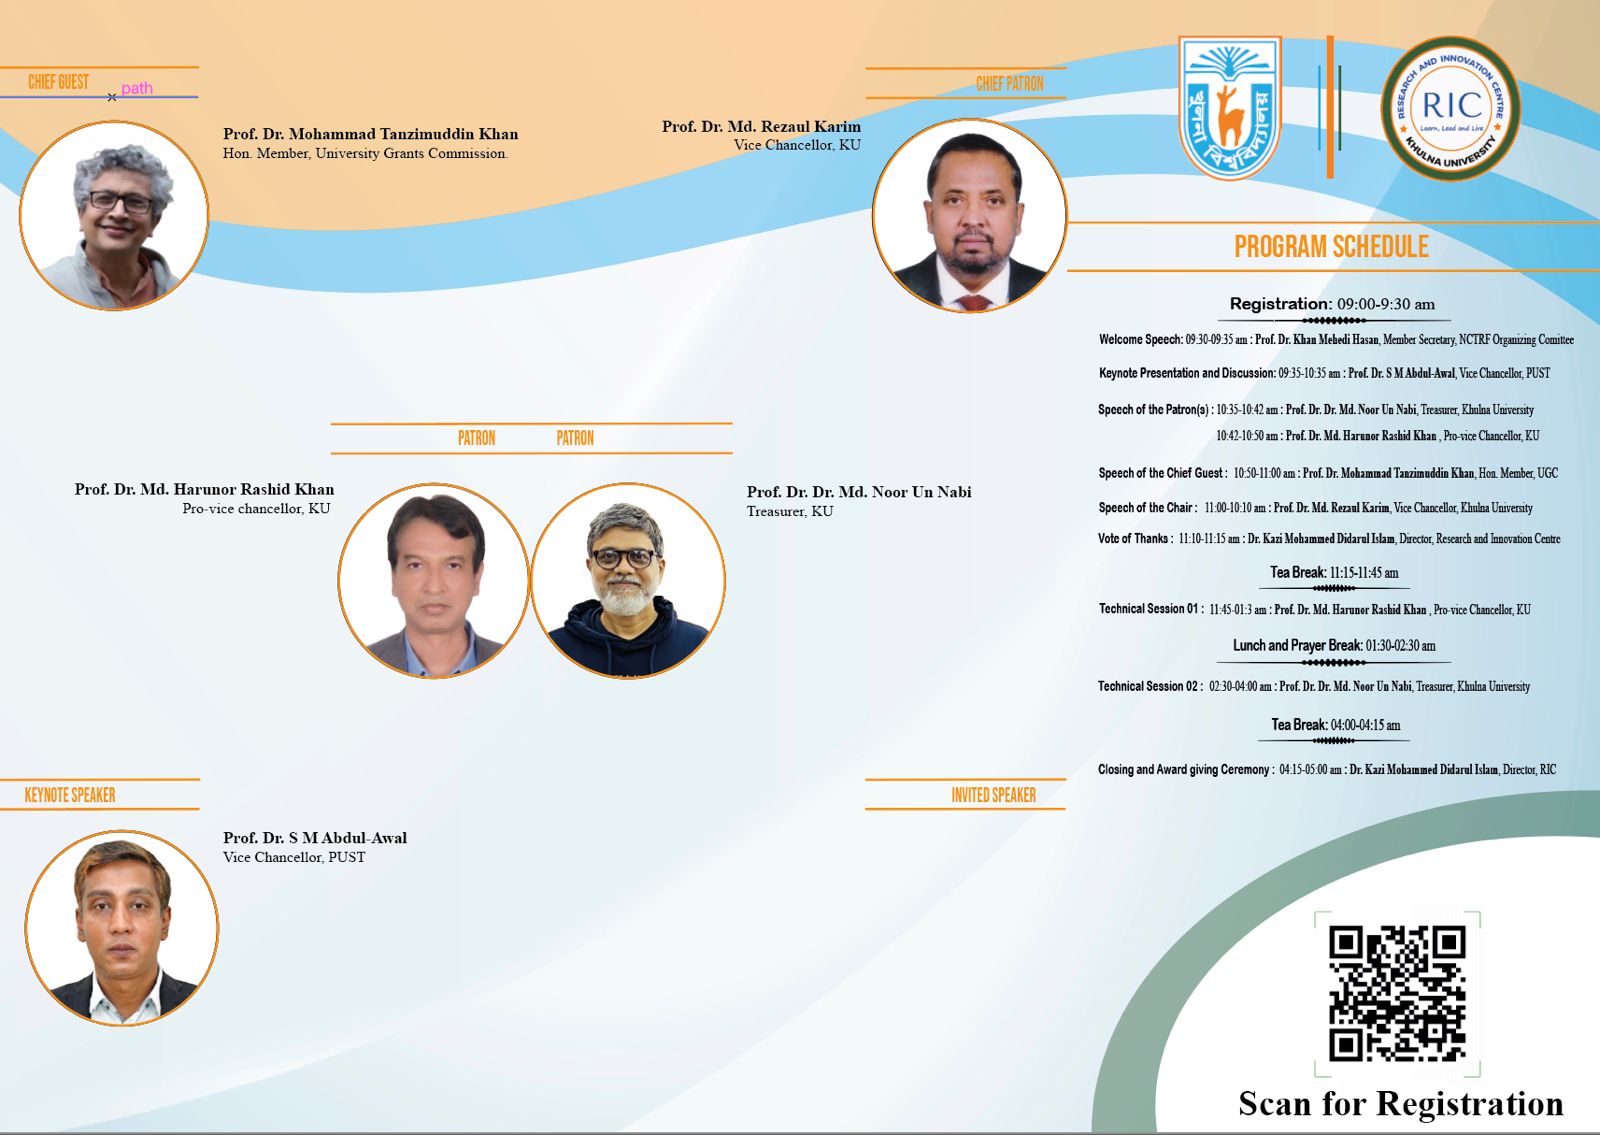 CHIEF GUEST
path
Prof. Dr. Mohammad Tanzimuddin Khan
Hon. Member, University Grants Commission.
CHIEF PATRON
Prof. Dr. Md. Rezaul Karim
Vice Chancellor, KU
PATRON
PATRON
Prof. Dr. Md. Harunor Rashid Khan
Pro-vice chancellor, KU
Prof. Dr. Dr. Md. Noor Un Nabi
Treasurer, KU
KEYNOTE SPEAKER
Prof. Dr. S M Abdul-Awal
Vice Chancellor, PUST
INVITED SPEAKER
খুলনা বিশ্ববিদ্যালয়
RESEARCH AND INNOVATION CENTRE
RIC
Learn, Lead and Live
KHULNA UNIVERSITY
PROGRAM SCHEDULE
Registration: 09:00-9:30 am
Welcome Speech: 09:30-09:35 am : Prof. Dr. Khan Mehedi Hasan, Member Secretary, NCTRF Organizing Comittee
Keynote Presentation and Discussion: 09:35-10:35 am : Prof. Dr. S M Abdul-Awal, Vice Chancellor, PUST
Speech of the Patron(s) : 10:35-10:42 am : Prof. Dr. Dr. Md. Noor Un Nabi, Treasurer, Khulna University
10:42-10:50 am : Prof. Dr. Md. Harunor Rashid Khan , Pro-vice Chancellor, KU
Speech of the Chief Guest : 10:50-11:00 am : Prof. Dr. Mohammad Tanzimuddin Khan, Hon. Member, UGC
Speech of the Chair : 11:00-10:10 am : Prof. Dr. Md. Rezaul Karim, Vice Chancellor, Khulna University
Vote of Thanks : 11:10-11:15 am : Dr. Kazi Mohammed Didarul Islam, Director, Research and Innovation Centre
Tea Break: 11:15-11:45 am
Technical Session 01 : 11:45-01:3 am : Prof. Dr. Md. Harunor Rashid Khan , Pro-vice Chancellor, KU
Lunch and Prayer Break: 01:30-02:30 am
Technical Session 02 : 02:30-04:00 am : Prof. Dr. Dr. Md. Noor Un Nabi, Treasurer, Khulna University
Tea Break: 04:00-04:15 am
Closing and Award giving Ceremony : 04:15-05:00 am : Dr. Kazi Mohammed Didarul Islam, Director, RIC
Scan for Registration